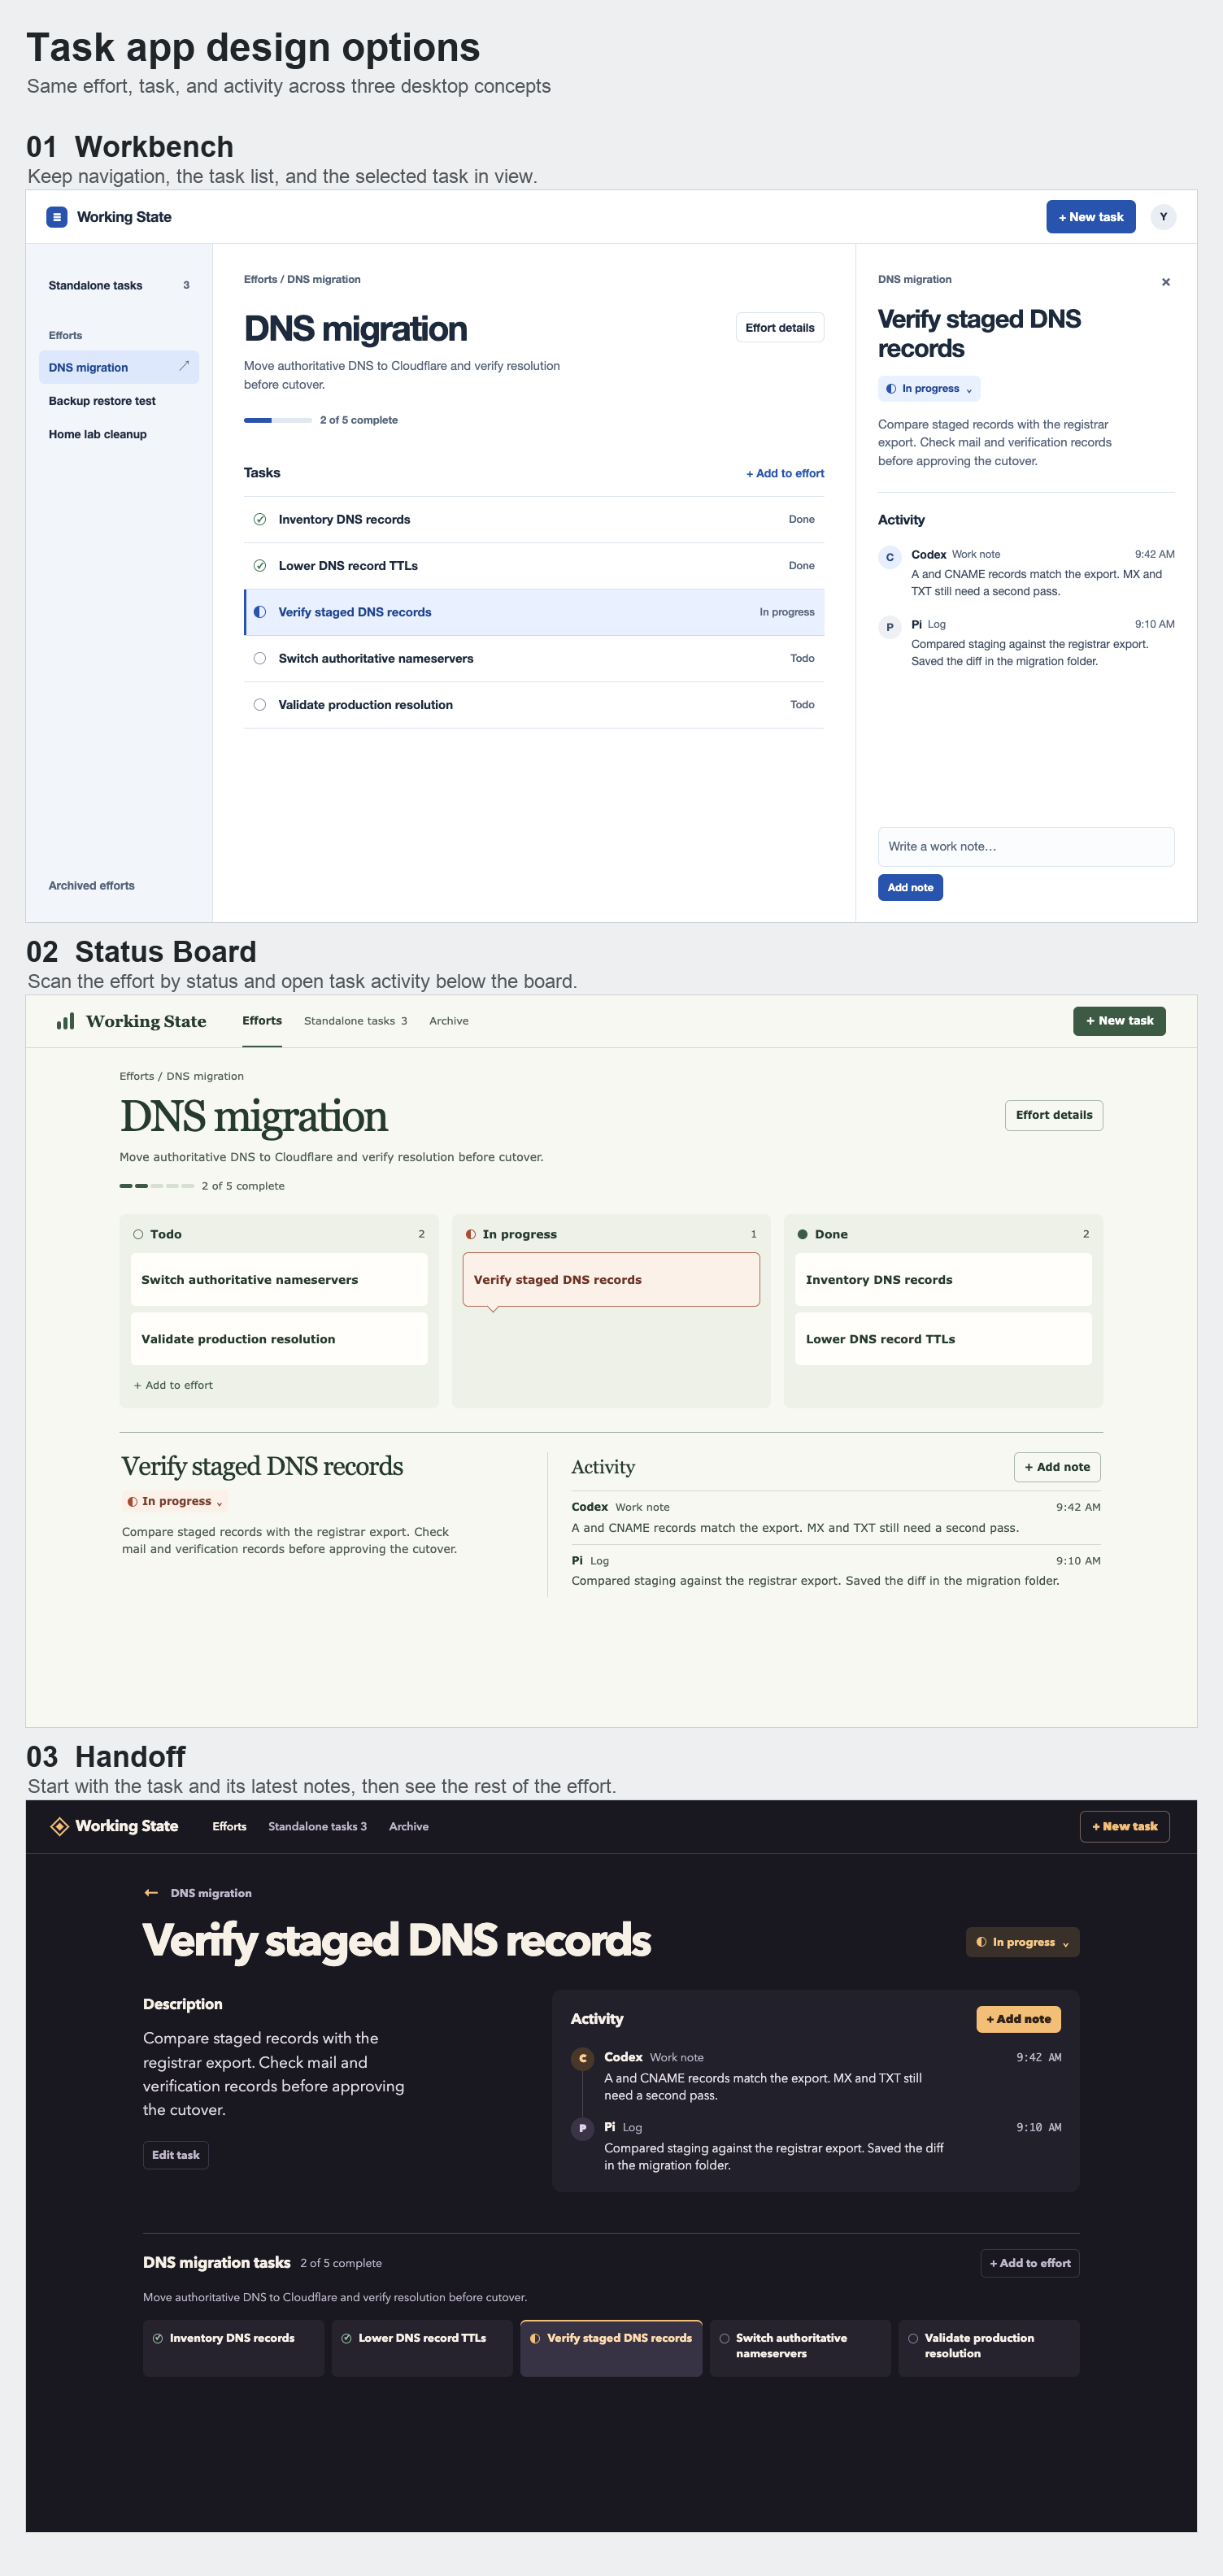 Task app design options
Same effort, task, and activity across three desktop concepts
01 Workbench
Keep navigation, the task list, and the selected task in view.
Working State
+ New task
Y
Standalone tasks 3
Efforts
DNS migration
Backup restore test
Home lab cleanup
Archived efforts
Efforts / DNS migration
DNS migration
Effort details
Move authoritative DNS to Cloudflare and verify resolution
before cutover.
2 of 5 complete
Tasks
+ Add to effort
Inventory DNS records Done
Lower DNS record TTLs Done
Verify staged DNS records In progress
Switch authoritative nameservers Todo
Validate production resolution Todo
DNS migration
×
Verify staged DNS
records
In progress
Compare staged records with the registrar
export. Check mail and verification records
before approving the cutover.
Activity
C
Codex Work note 9:42 AM
A and CNAME records match the export. MX and
TXT still need a second pass.
P
Pi Log 9:10 AM
Compared staging against the registrar export.
Saved the diff in the migration folder.
Write a work note...
Add note
02 Status Board
Scan the effort by status and open task activity below the board.
Working State
Efforts
Standalone tasks 3
Archive
+ New task
Efforts / DNS migration
DNS migration
Effort details
Move authoritative DNS to Cloudflare and verify resolution before cutover.
2 of 5 complete
Todo 2
Switch authoritative nameservers
Validate production resolution
+ Add to effort
In progress 1
Verify staged DNS records
Done 2
Inventory DNS records
Lower DNS record TTLs
Verify staged DNS records
In progress
Compare staged records with the registrar export. Check
mail and verification records before approving the cutover.
Activity
+ Add note
Codex Work note 9:42 AM
A and CNAME records match the export. MX and TXT still need a second pass.
Pi Log 9:10 AM
Compared staging against the registrar export. Saved the diff in the migration folder.
03 Handoff
Start with the task and its latest notes, then see the rest of the effort.
Working State
Efforts
Standalone tasks 3
Archive
+ New task
← DNS migration
Verify staged DNS records
In progress
Description
Compare staged records with the
registrar export. Check mail and
verification records before approving
the cutover.
Edit task
Activity
+ Add note
C
Codex Work note 9:42 AM
A and CNAME records match the export. MX and TXT still
need a second pass.
P
Pi Log 9:10 AM
Compared staging against the registrar export. Saved the diff
in the migration folder.
DNS migration tasks 2 of 5 complete
+ Add to effort
Move authoritative DNS to Cloudflare and verify resolution before cutover.
Inventory DNS records
Lower DNS record TTLs
Verify staged DNS records
Switch authoritative
nameservers
Validate production
resolution